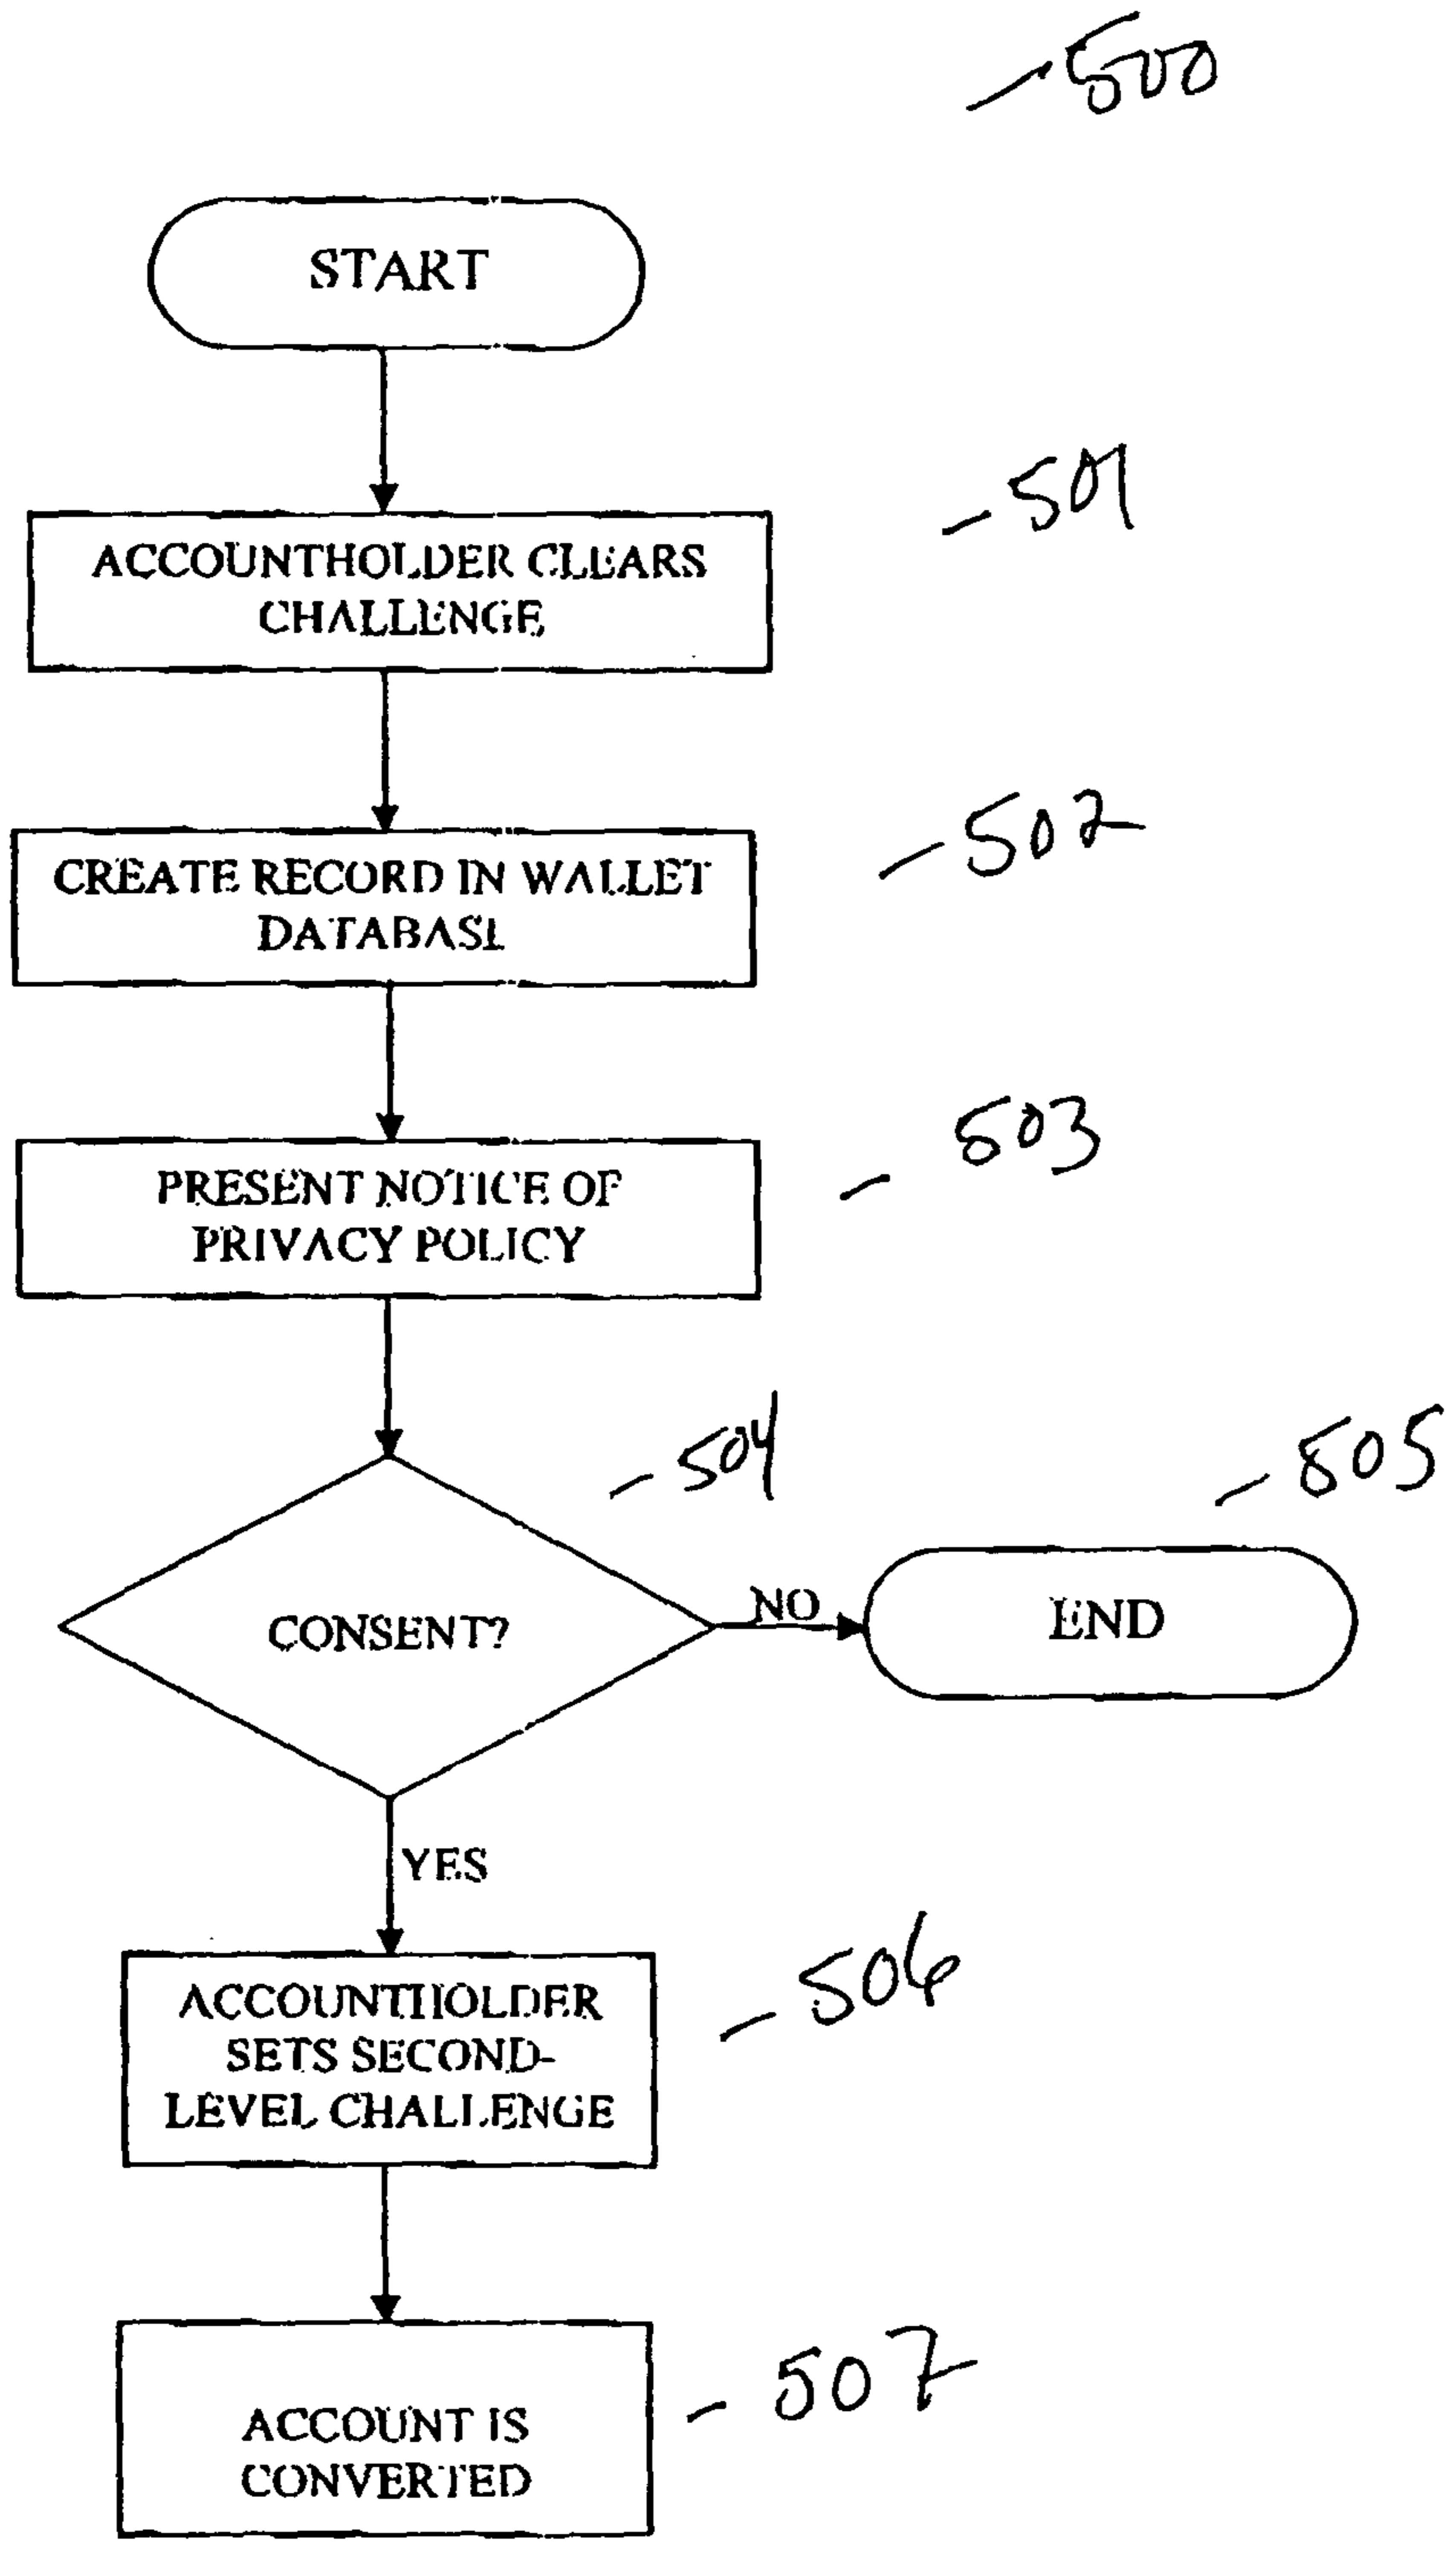 500
START
501
ACCOUNTHOLDER CLEARS
CHALLENGE
502
CREATE RECORD IN WALLET
DATABASE
503
PRESENT NOTICE OF
PRIVACY POLICY
504
505
CONSENT?
NO
END
YES
506
ACCOUNTHOLDER
SETS SECOND-
LEVEL CHALLENGE
507
ACCOUNT IS
CONVERTED